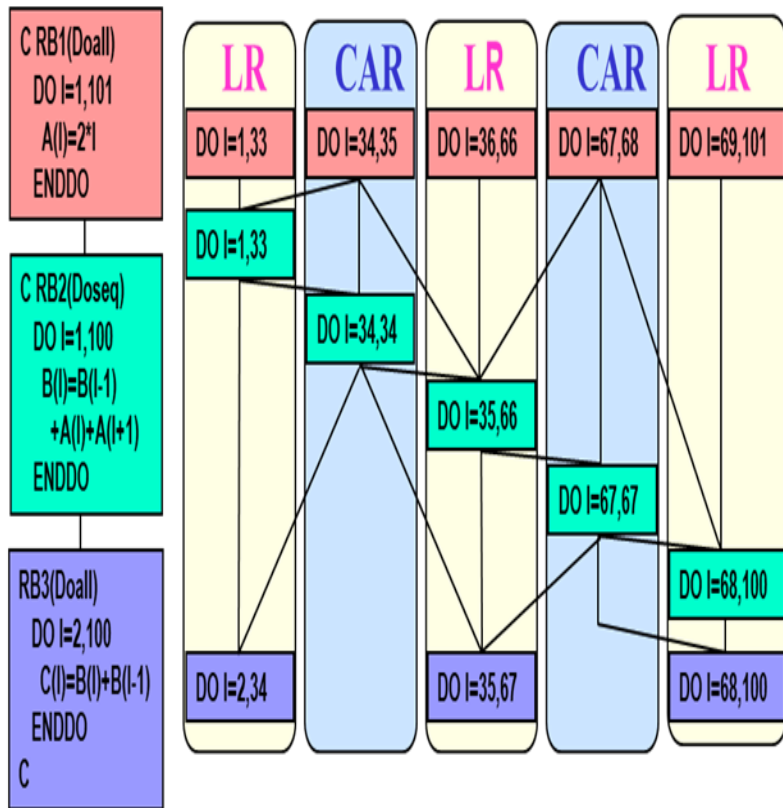 C RB1(Doall)
DO I=1,101
A(I)=2*I
ENDDO
C RB2(Doseq)
DO I=1,100
B(I)=B(I-1)
+A(I)+A(I+1)
ENDDO
RB3(Doall)
DO I=2,100
C(I)=B(I)+B(I-1)
ENDDO
C
LR CAR LR CAR LR
DO I=1,33 DO I=34,35 DO I=36,66 DO I=67,68 DO I=69,101
DO I=1,33
DO I=34,34
DO I=35,66
DO I=67,67
DO I=68,100
DO I=2,34 DO I=35,67 DO I=68,100